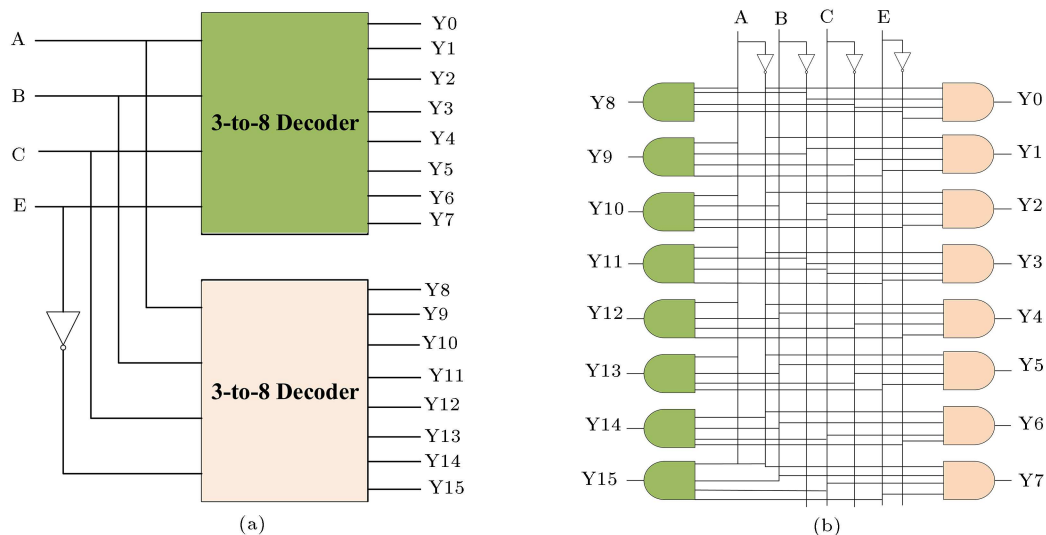 A
B
C
E
3-to-8 Decoder
Y0
Y1
Y2
Y3
Y4
Y5
Y6
Y7
3-to-8 Decoder
Y8
Y9
Y10
Y11
Y12
Y13
Y14
Y15
(a)
A B C E
Y8 Y0
Y9 Y1
Y10 Y2
Y11 Y3
Y12 Y4
Y13 Y5
Y14 Y6
Y15 Y7
(b)